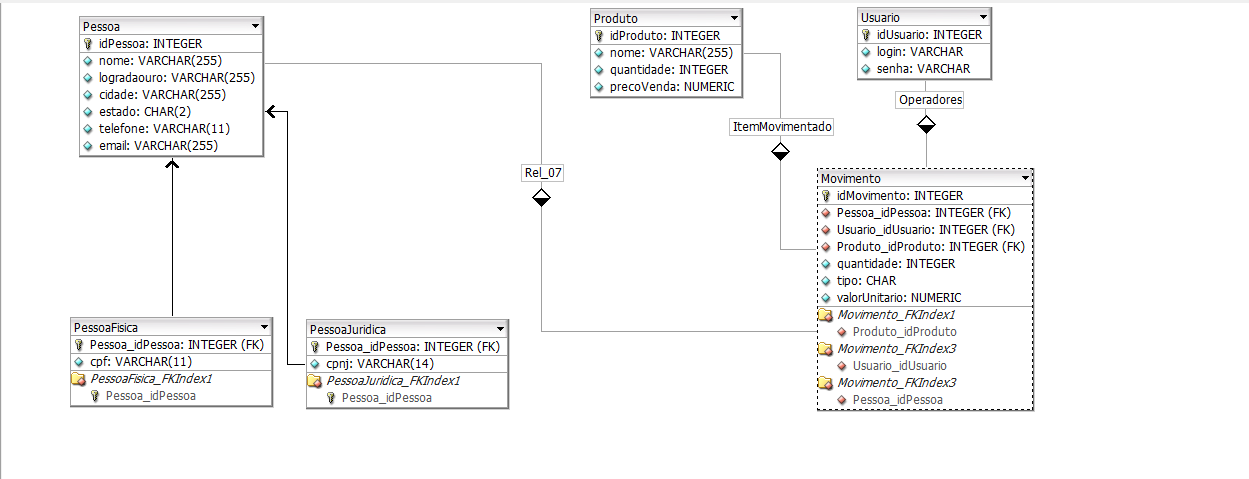 Pessoa
idPessoa: INTEGER
nome: VARCHAR(255)
logradaouro: VARCHAR(255)
cidade: VARCHAR(255)
estado: CHAR(2)
telefone: VARCHAR(11)
email: VARCHAR(255)
Produto
idProduto: INTEGER
nome: VARCHAR(255)
quantidade: INTEGER
precoVenda: NUMERIC
Usuario
idUsuario: INTEGER
login: VARCHAR
senha: VARCHAR
Operadores
ItemMovimentado
Rel_07
Movimento
idMovimento: INTEGER
Pessoa_idPessoa: INTEGER (FK)
Usuario_idUsuario: INTEGER (FK)
Produto_idProduto: INTEGER (FK)
quantidade: INTEGER
tipo: CHAR
valorUnitario: NUMERIC
Movimento_FKIndex1
Produto_idProduto
Movimento_FKIndex3
Usuario_idUsuario
Movimento_FKIndex3
Pessoa_idPessoa
PessoaFisica
Pessoa_idPessoa: INTEGER (FK)
cpf: VARCHAR(11)
PessoaFisica_FKIndex1
Pessoa_idPessoa
PessoaJuridica
Pessoa_idPessoa: INTEGER (FK)
cpnj: VARCHAR(14)
PessoaJuridica_FKIndex1
Pessoa_idPessoa